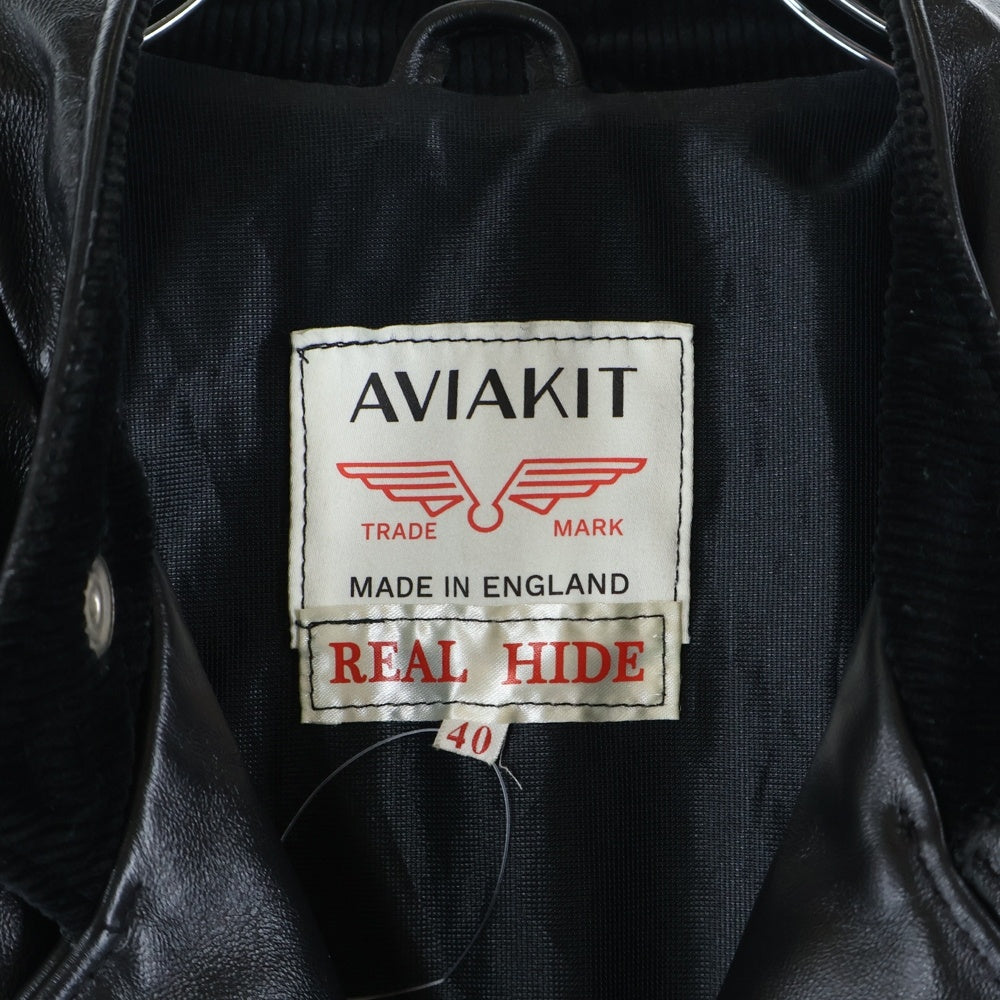 AVIAKIT
TRADE MARK
MADE IN ENGLAND
REAL HIDE
40